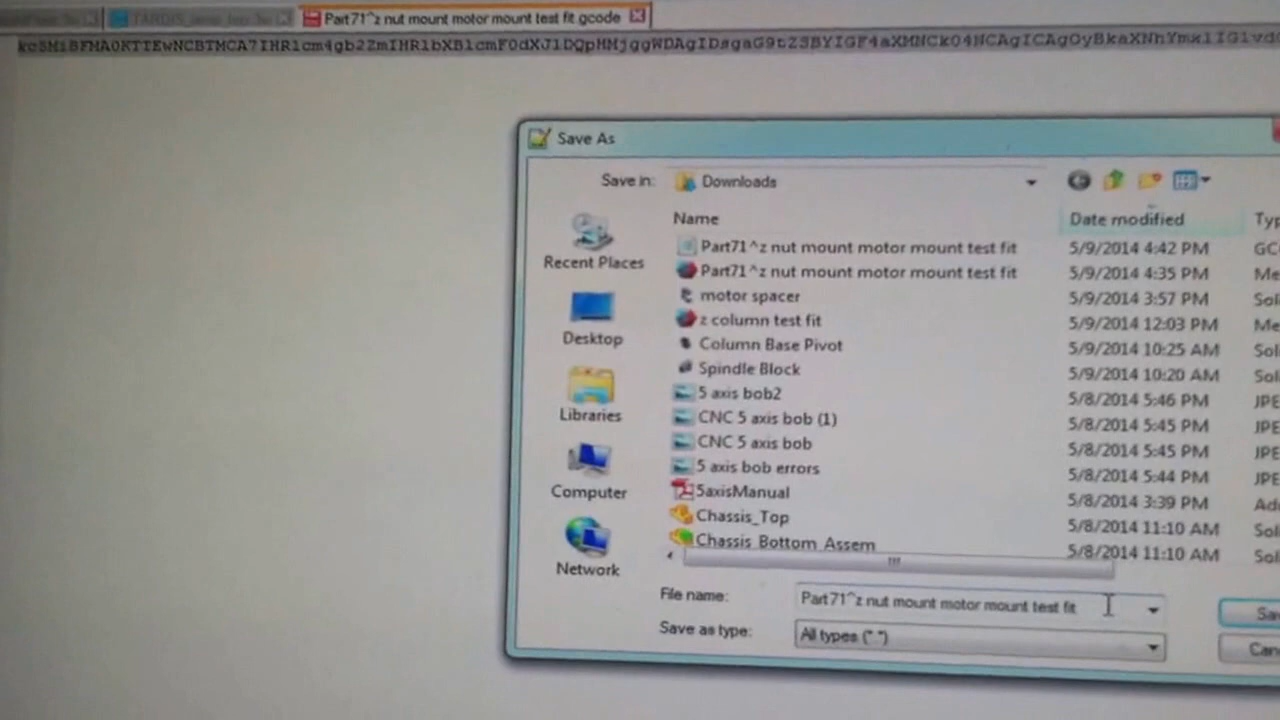 Part71^z nut mount motor mount test fit.gcode
Save As
Save in:
Downloads
Name
Date modified
Recent Places
Desktop
Libraries
Computer
Network
Part71^z nut mount motor mount test fit 5/9/2014 4:42 PM
Part71^z nut mount motor mount test fit 5/9/2014 4:35 PM
motor spacer 5/9/2014 3:57 PM
z column test fit 5/9/2014 12:03 PM
Column Base Pivot 5/9/2014 10:25 AM
Spindle Block 5/9/2014 10:20 AM
5 axis bob2 5/8/2014 5:46 PM
CNC 5 axis bob (1) 5/8/2014 5:45 PM
CNC 5 axis bob 5/8/2014 5:45 PM
5 axis bob errors 5/8/2014 5:44 PM
5axisManual 5/8/2014 3:39 PM
Chassis_Top 5/8/2014 11:10 AM
Chassis_Bottom_Assem 5/8/2014 11:10 AM
File name:
Part71^z nut mount motor mount test fit
Save as type:
All types (*.*)